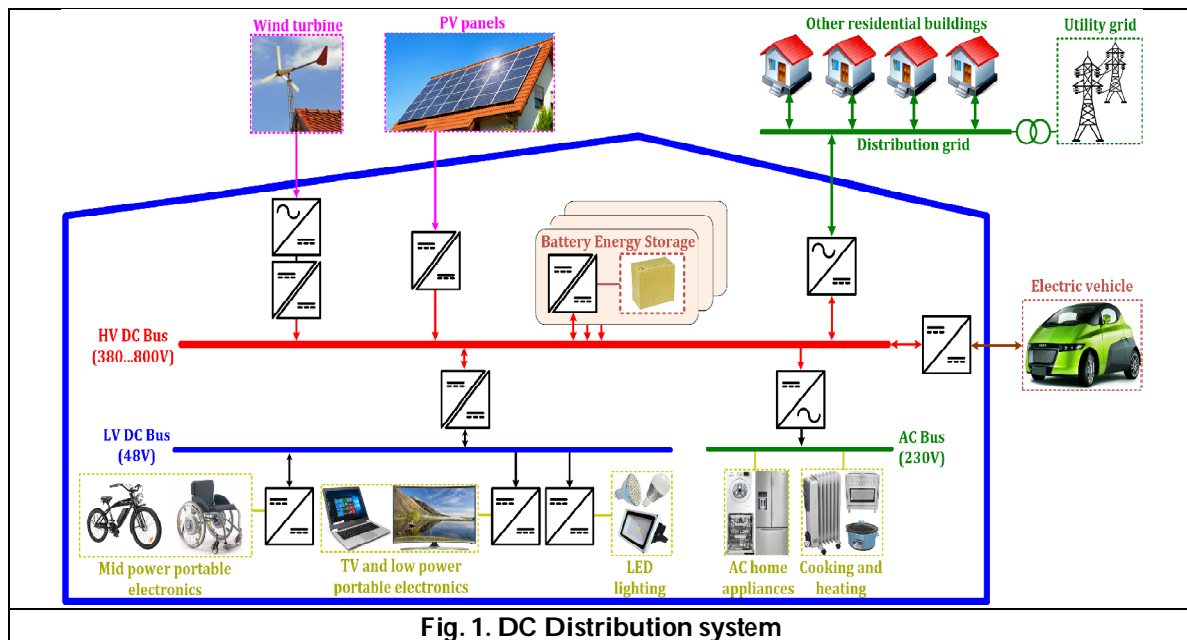 Wind turbine
PV panels
Other residential buildings
Utility grid
Distribution grid
Battery Energy Storage
Electric vehicle
HV DC Bus
(380...800V)
LV DC Bus
(48V)
AC Bus
(230V)
Mid power portable
electronics
TV and low power
portable electronics
LED
lighting
AC home
appliances
Cooking and
heating
Fig. 1. DC Distribution system